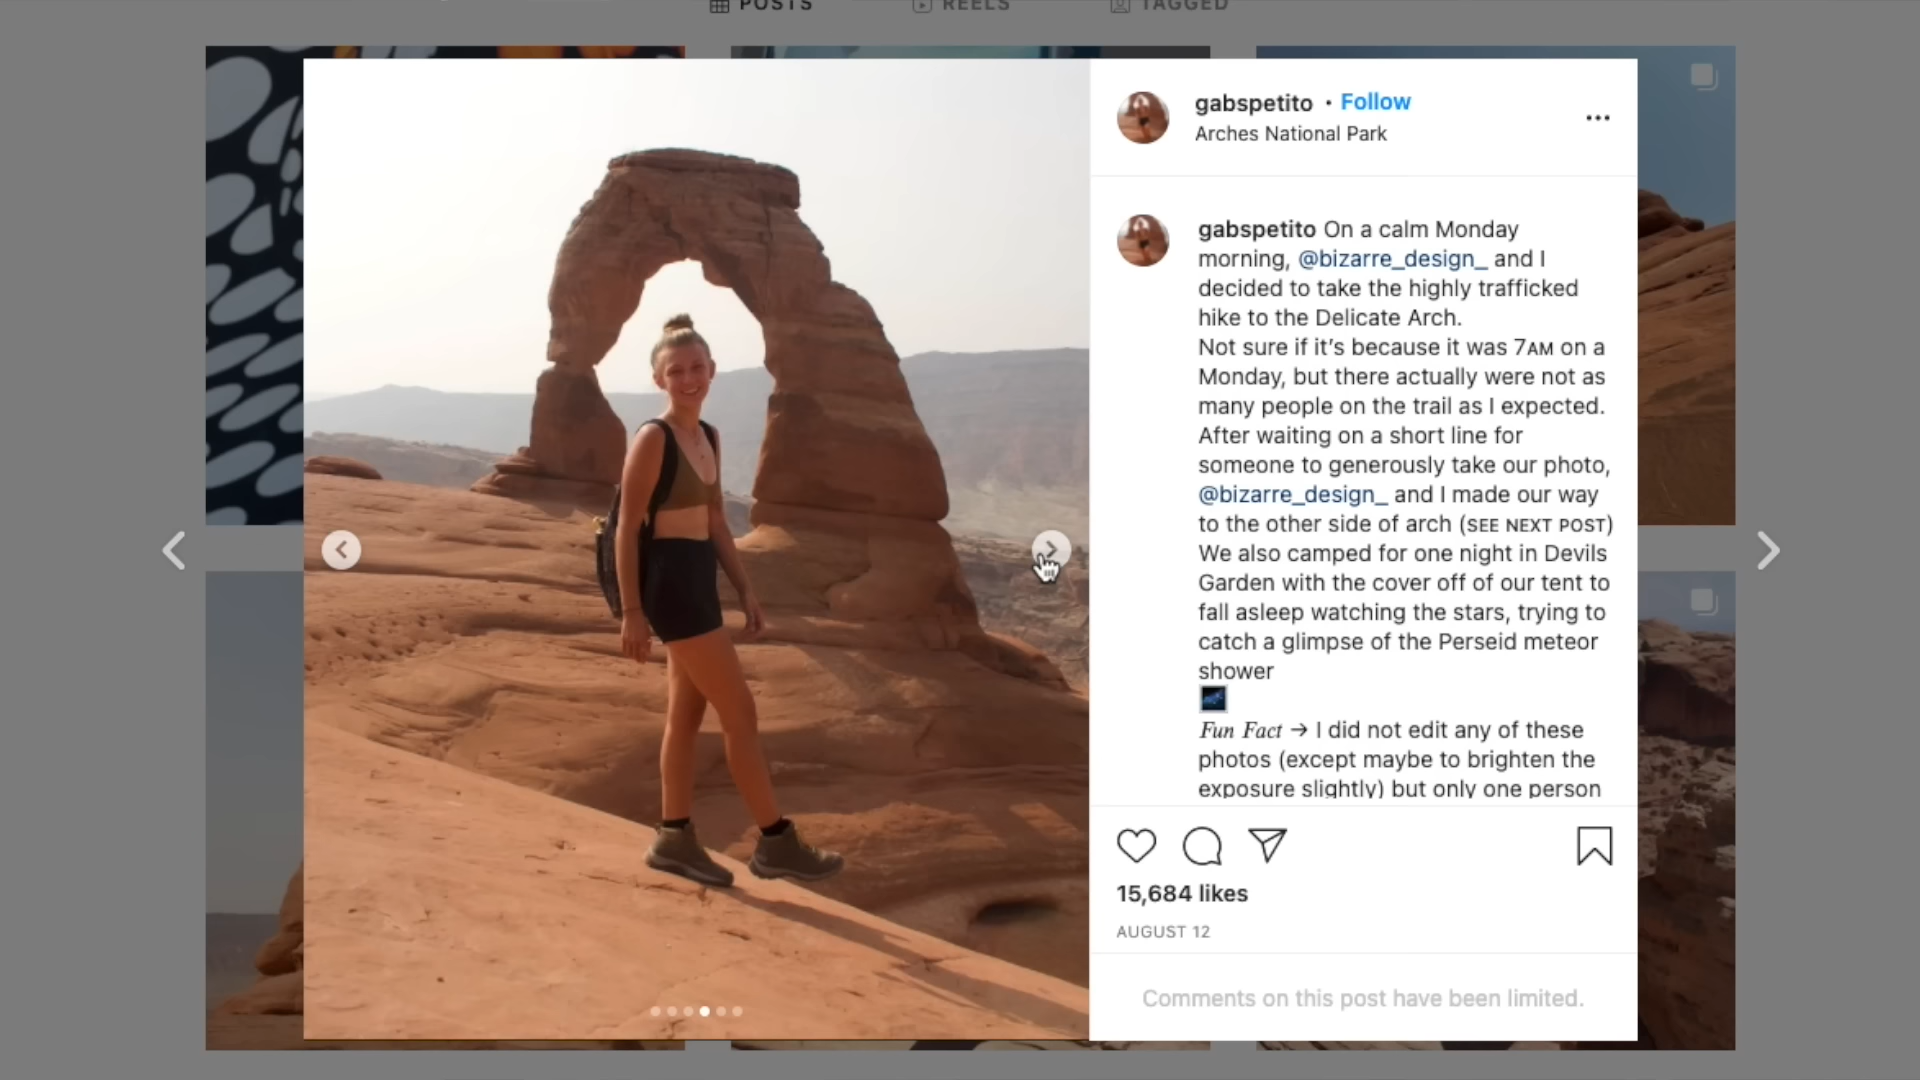 POSTS REELS TAGGED
gabspetito • Follow
Arches National Park
gabspetito On a calm Monday
morning, @bizarre_design_ and I
decided to take the highly trafficked
hike to the Delicate Arch.
Not sure if it’s because it was 7ᴀᴍ on a
Monday, but there actually were not as
many people on the trail as I expected.
After waiting on a short line for
someone to generously take our photo,
@bizarre_design_ and I made our way
to the other side of arch (sᴇᴇ ɴᴇxᴛ ᴘᴏsᴛ)
We also camped for one night in Devils
Garden with the cover off of our tent to
fall asleep watching the stars, trying to
catch a glimpse of the Perseid meteor
shower
𝐹𝑢𝑛 𝐹𝑎𝑐𝑡 → I did not edit any of these
photos (except maybe to brighten the
exposure slightly) but only one person
15,684 likes
AUGUST 12
Comments on this post have been limited.